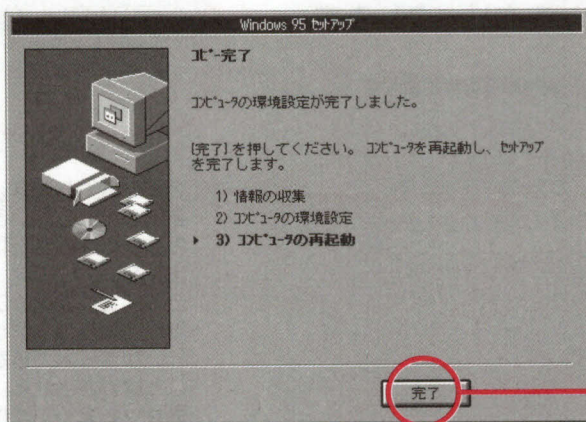 Windows 95 ｾｯﾄｱｯﾌﾟ
ｺﾋﾟｰ完了
ｺﾝﾋﾟｭｰﾀの環境設定が完了しました。
[完了] を押してください。 ｺﾝﾋﾟｭｰﾀを再起動し、ｾｯﾄｱｯﾌﾟ
を完了します。
1) 情報の収集
2) ｺﾝﾋﾟｭｰﾀの環境設定
3) ｺﾝﾋﾟｭｰﾀの再起動
完了